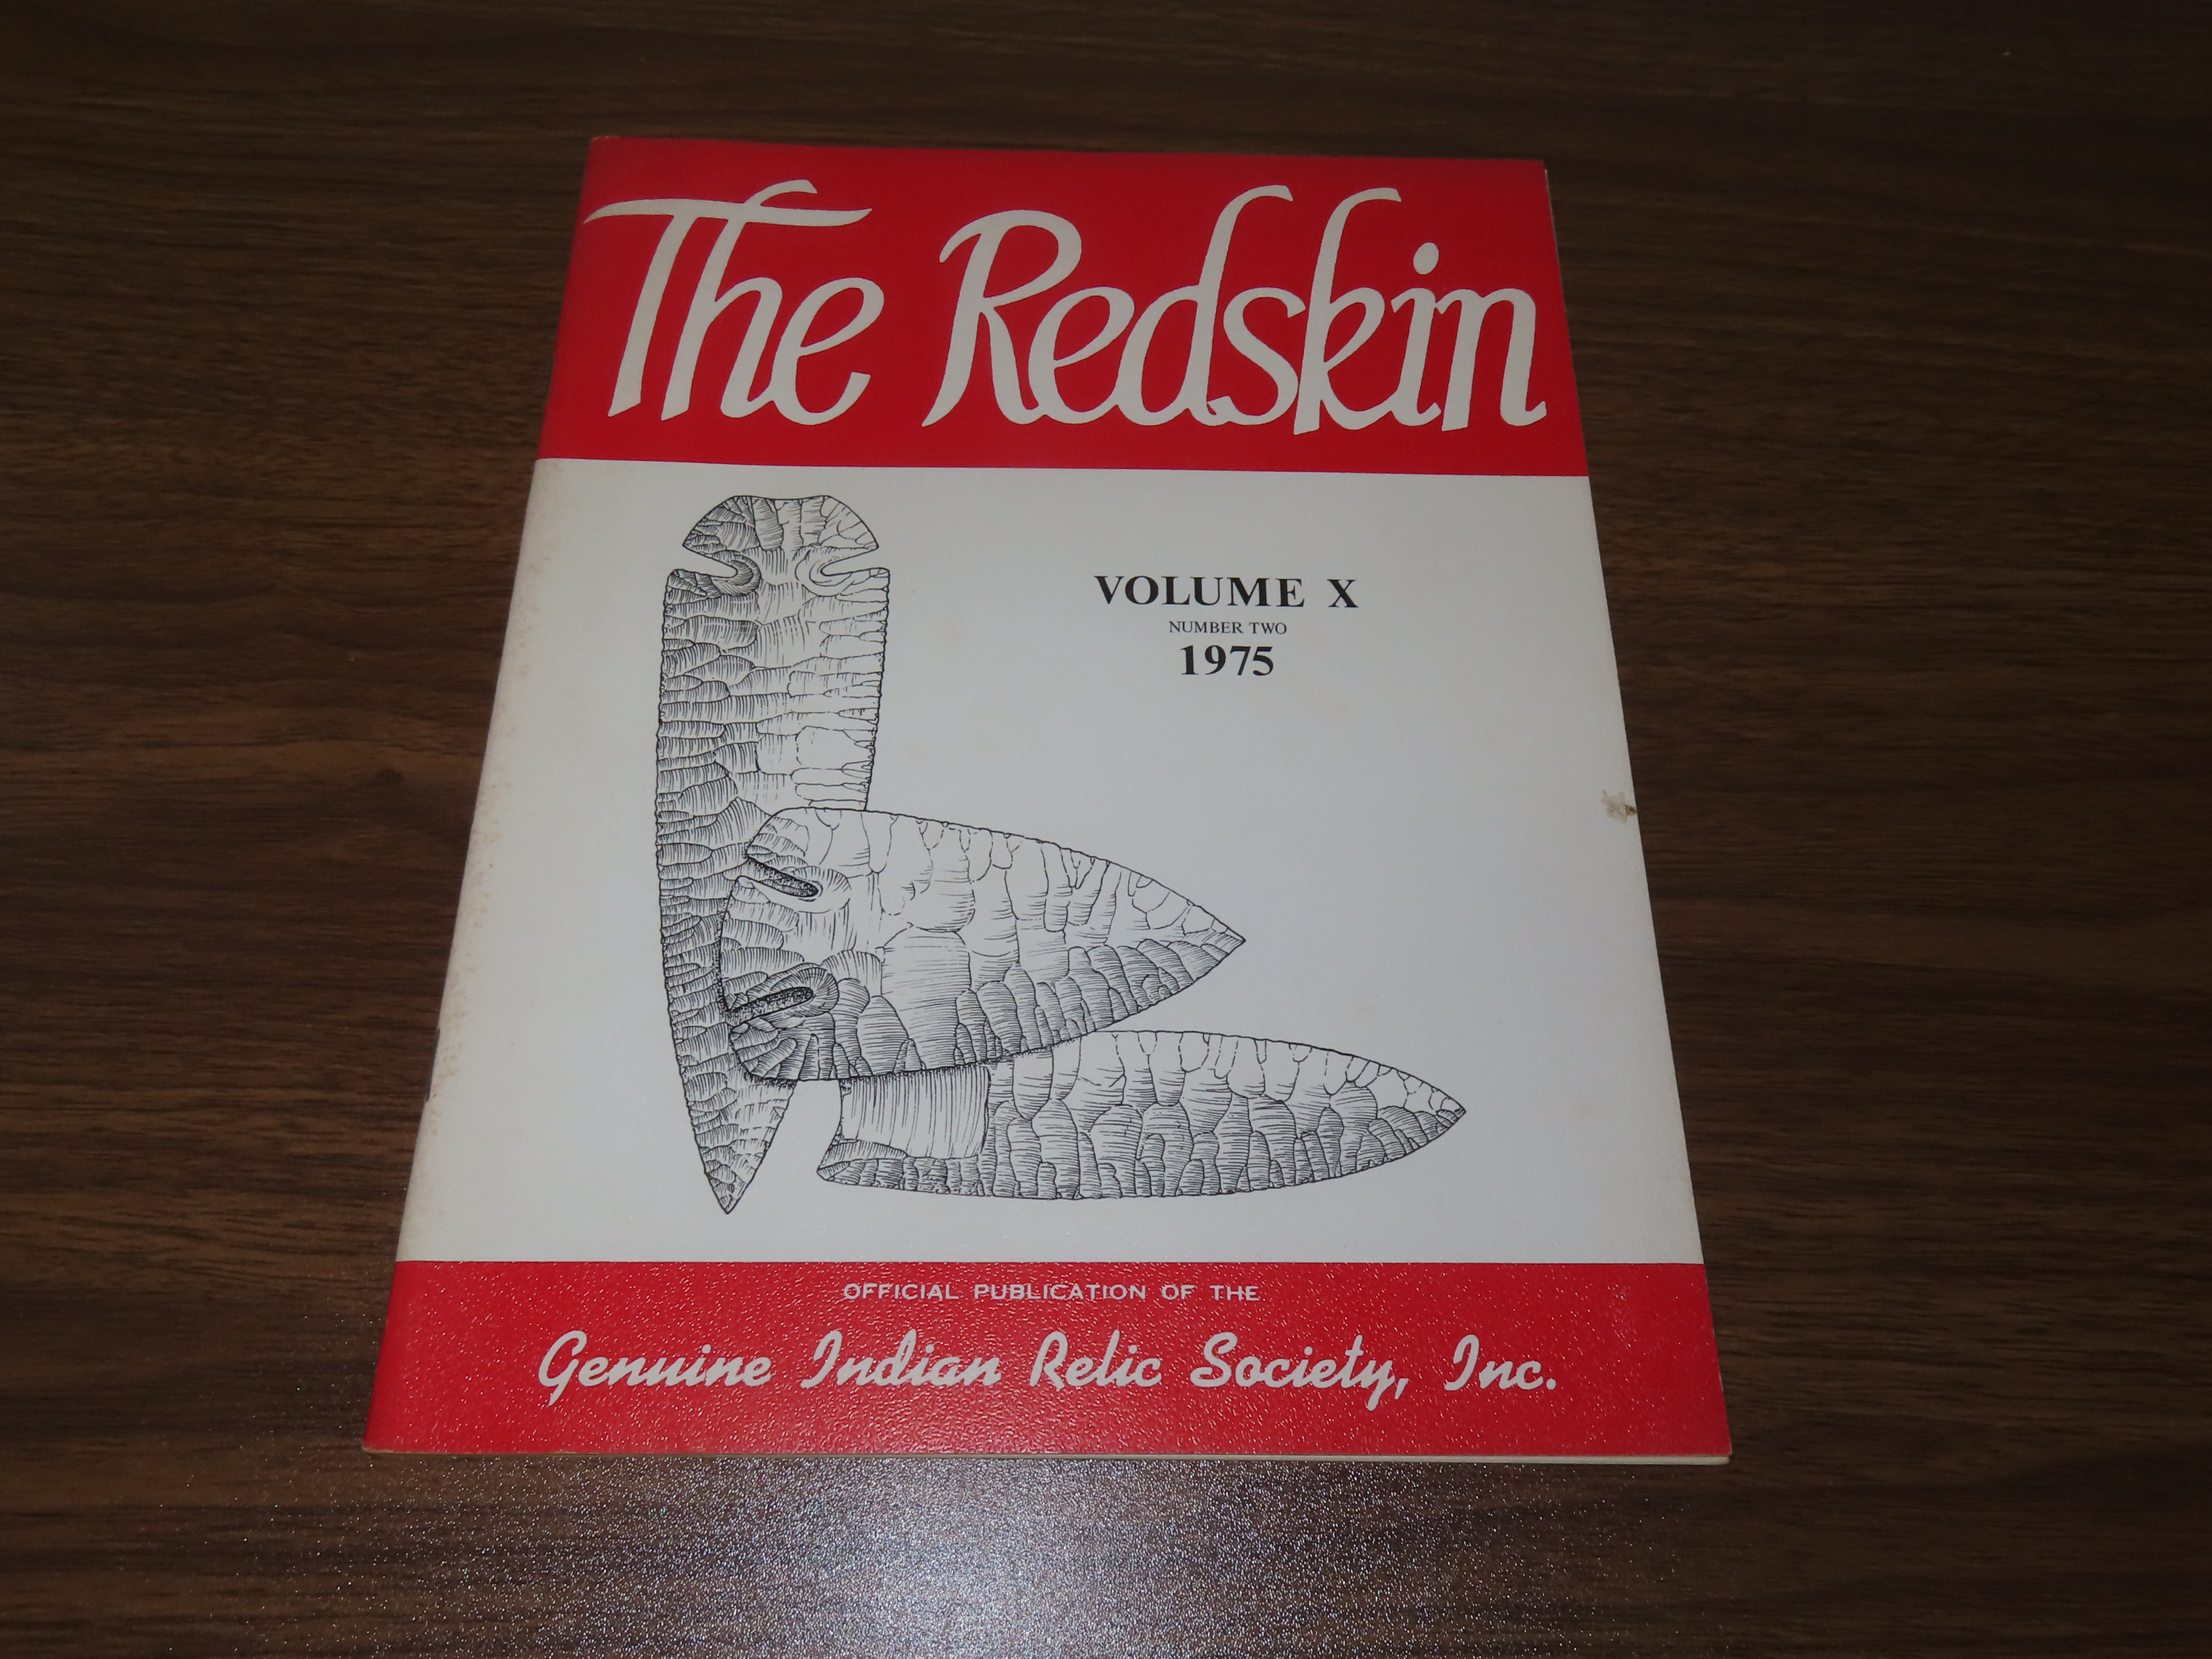 The Redskin
VOLUME X
NUMBER TWO
1975
OFFICIAL PUBLICATION OF THE
Genuine Indian Relic Society, Inc.